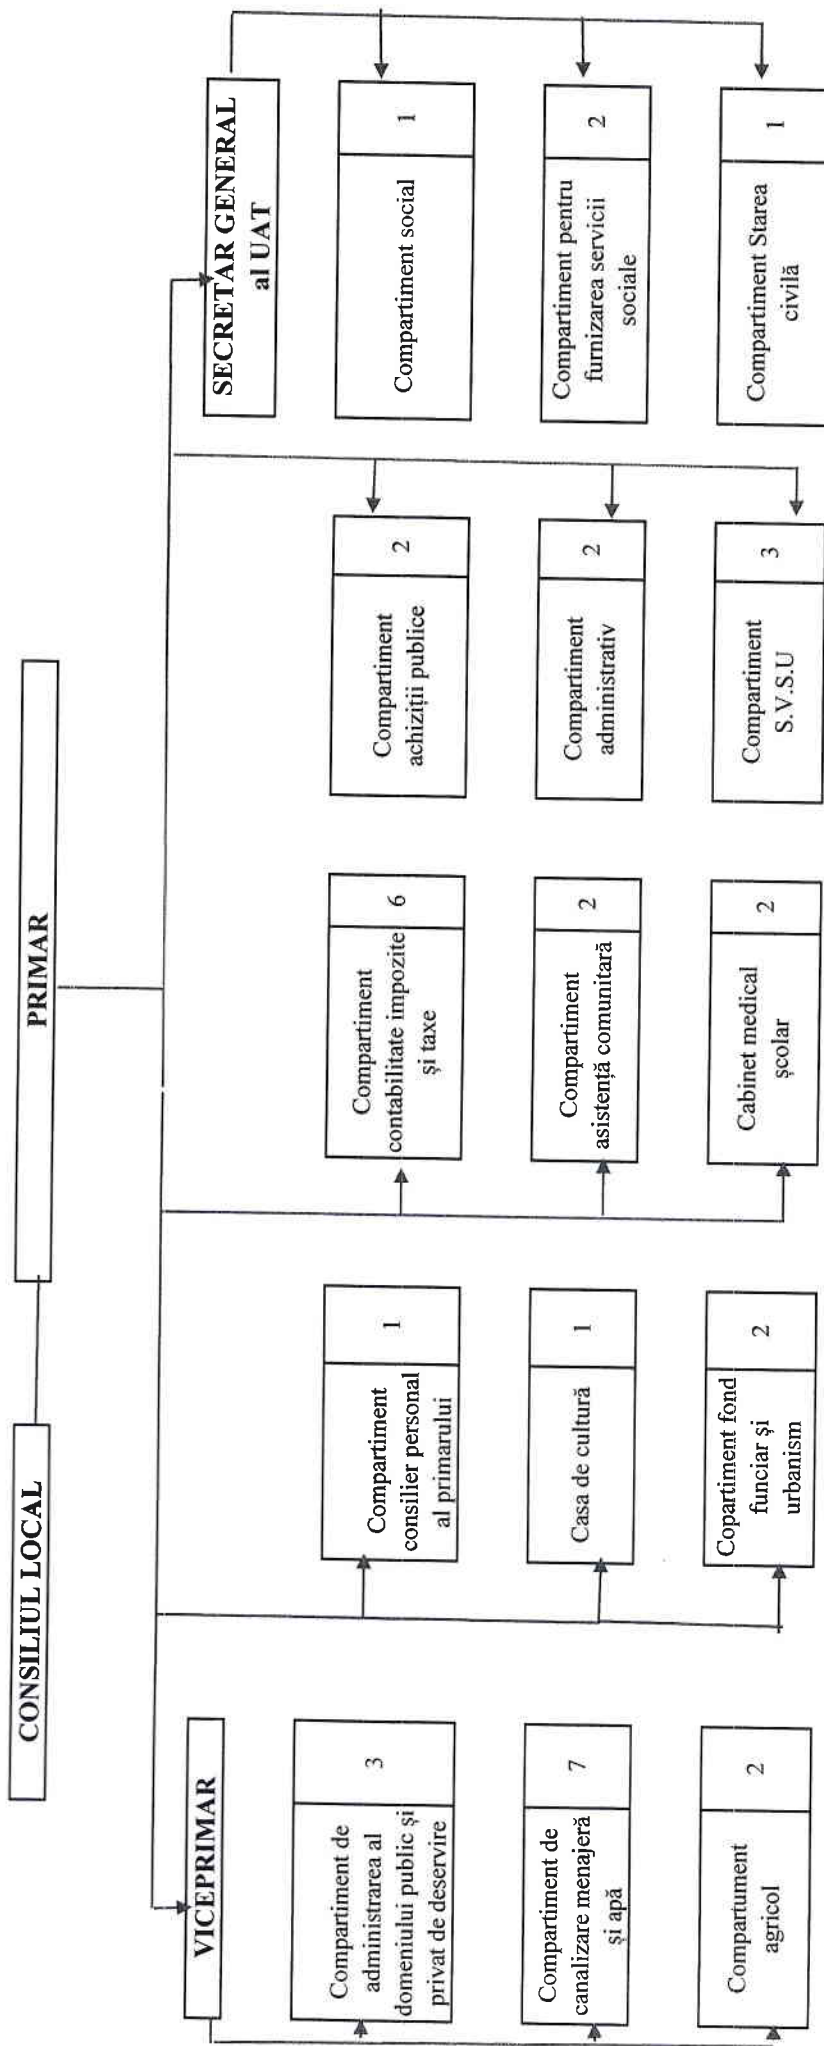 CONSILIUL LOCAL
PRIMAR
VICEPRIMAR
SECRETAR GENERAL
al UAT
Compartiment de
administrarea al
domeniului public și
privat de deservire
3
Compartiment de
canalizare menajeră
și apă
7
Compartument
agricol
2
Compartiment
consilier personal
al primarului
1
Casa de cultură
1
Copartiment fond
funciar și
urbanism
2
Compartiment
contabilitate impozite
și taxe
6
Compartiment
asistență comunitară
2
Cabinet medical
școlar
2
Compartiment
achiziții publice
2
Compartiment
administrativ
2
Compartiment
S.V.S.U
3
Compartiment social
1
Compartiment pentru
furnizarea servicii
sociale
2
Compartiment Starea
civilă
1